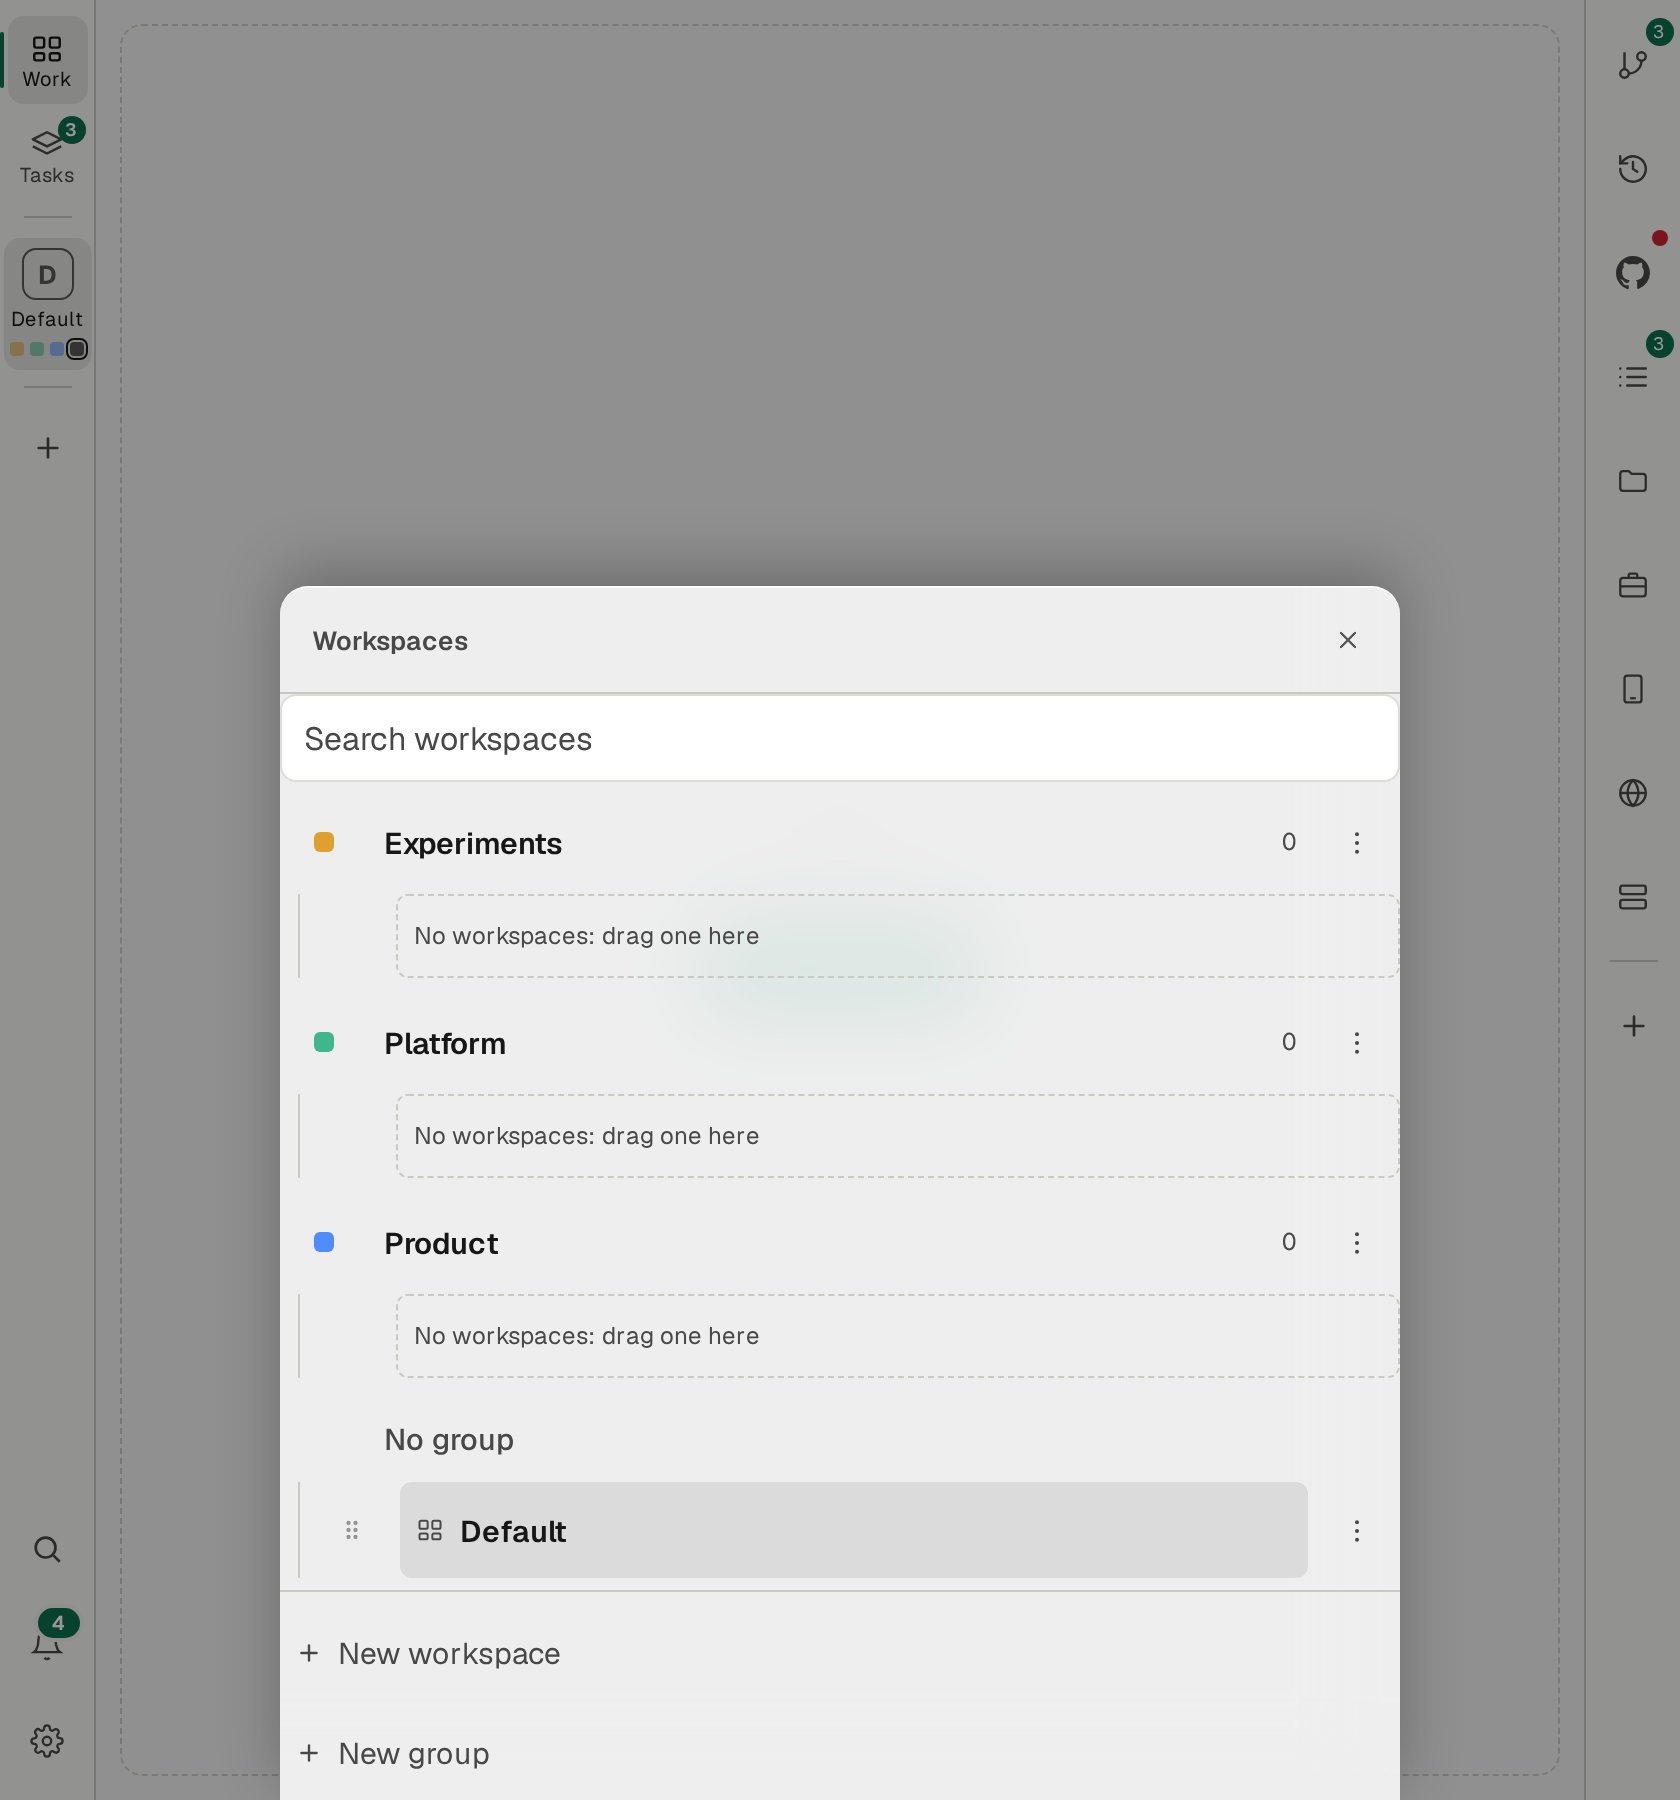 Work
3
Tasks
D
Default
3
3
Workspaces
Search workspaces
Experiments 0
No workspaces: drag one here
Platform 0
No workspaces: drag one here
Product 0
No workspaces: drag one here
No group
Default
New workspace
New group
4